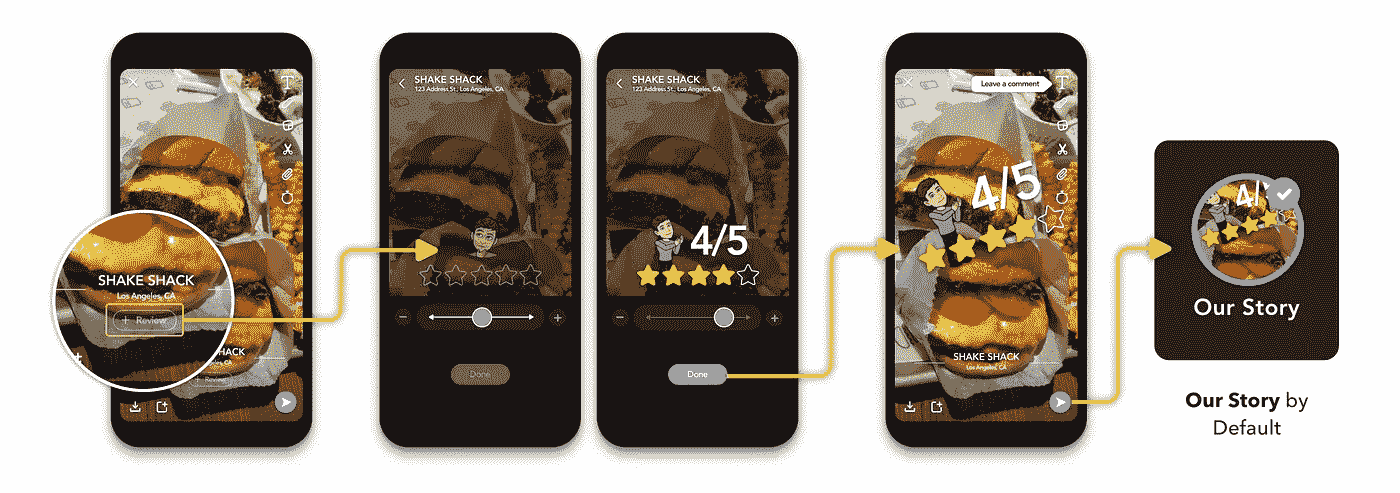 SHAKE SHACK
Los Angeles, CA
+ Review
HACK
SHAKE SHACK
123 Address St., Los Angeles, CA
Done
SHAKE SHACK
123 Address St., Los Angeles, CA
4/5
Done
Leave a comment
T
4/5
SHAKE SHACK
Los Angeles, CA
4/
Our Story
Our Story by
Default